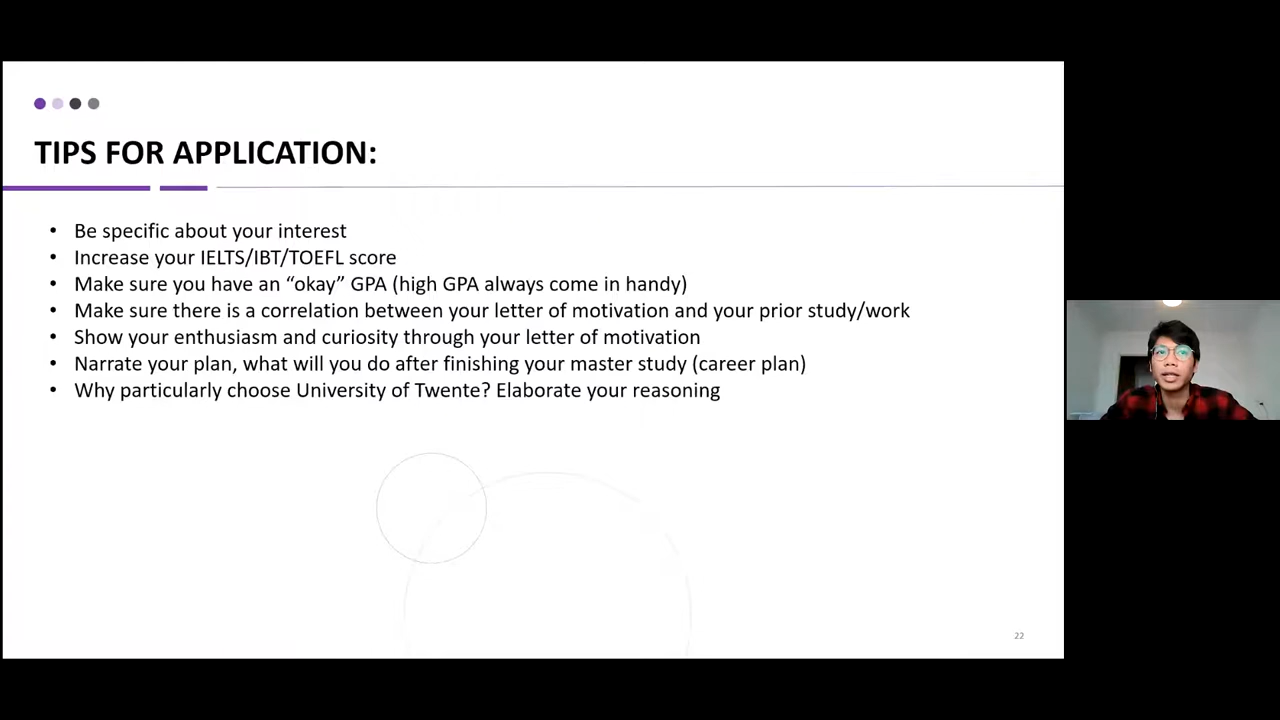 TIPS FOR APPLICATION:
• Be specific about your interest
• Increase your IELTS/IBT/TOEFL score
• Make sure you have an “okay” GPA (high GPA always come in handy)
• Make sure there is a correlation between your letter of motivation and your prior study/work
• Show your enthusiasm and curiosity through your letter of motivation
• Narrate your plan, what will you do after finishing your master study (career plan)
• Why particularly choose University of Twente? Elaborate your reasoning
22